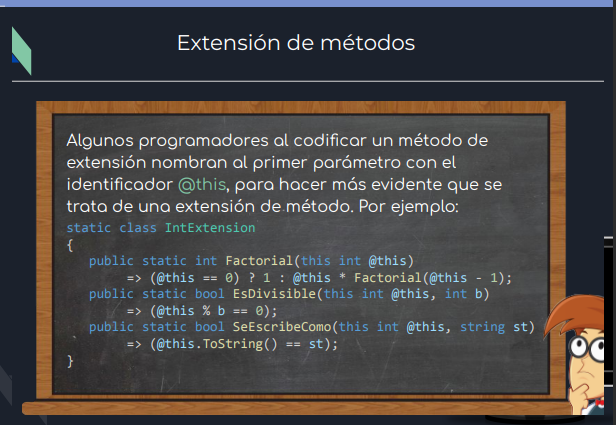 Extensión de métodos
Algunos programadores al codificar un método de
extensión nombran al primer parámetro con el
identificador @this, para hacer más evidente que se
trata de una extensión de método. Por ejemplo:
static class IntExtension
{
public static int Factorial(this int @this)
=> (@this == 0) ? 1 : @this * Factorial(@this - 1);
public static bool EsDivisible(this int @this, int b)
=> (@this % b == 0);
public static bool SeEscribeComo(this int @this, string st)
=> (@this.ToString() == st);
}